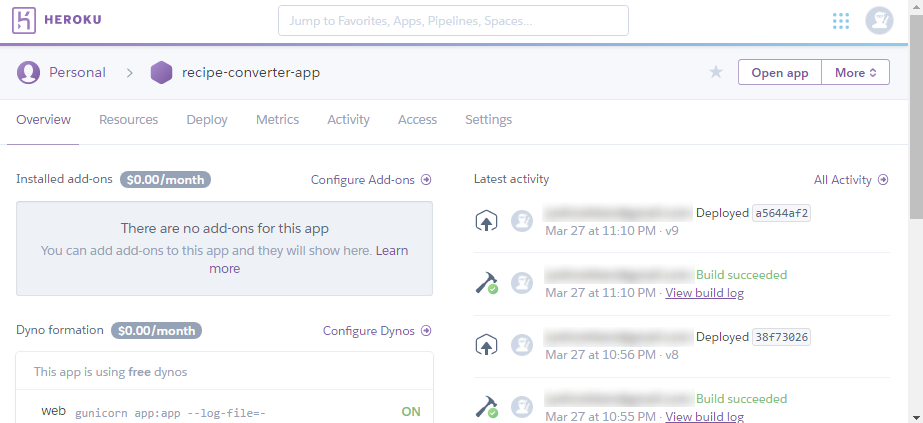 HEROKU
Jump to Favorites, Apps, Pipelines, Spaces...
Personal > recipe-converter-app
Open app
More
Overview
Resources
Deploy
Metrics
Activity
Access
Settings
Installed add-ons $0.00/month
Configure Add-ons
There are no add-ons for this app
You can add add-ons to this app and they will show here. Learn
more
Dyno formation $0.00/month
Configure Dynos
This app is using free dynos
web gunicorn app:app --log-file=- ON
Latest activity
All Activity
Deployed a5644af2
Mar 27 at 11:10 PM · v9
Build succeeded
Mar 27 at 11:10 PM · View build log
Deployed 38f73026
Mar 27 at 10:56 PM · v8
Build succeeded
Mar 27 at 10:55 PM · View build log